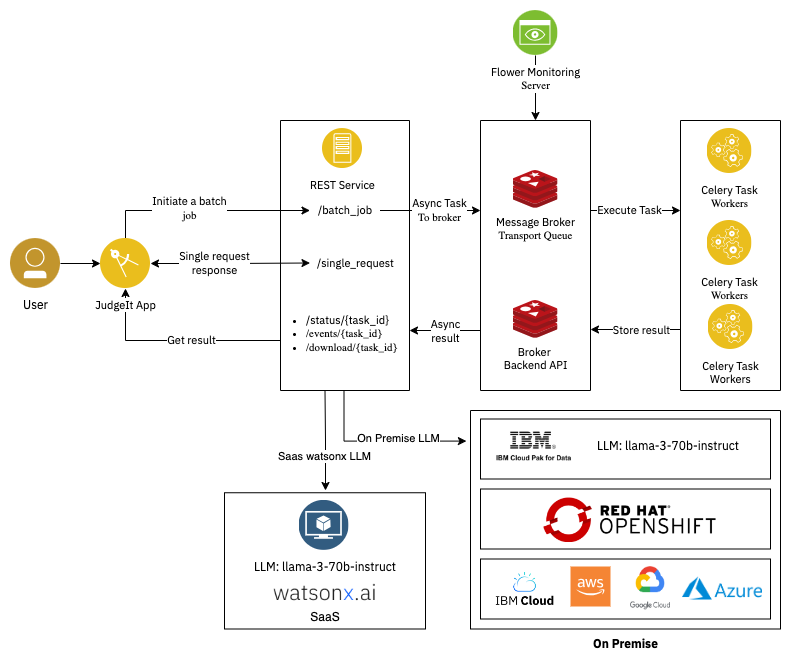 Flower Monitoring
Server
REST Service
Initiate a batch
job
/batch_job
Async Task
To broker
Message Broker
Transport Queue
Execute Task
Celery Task
Workers
Single request
response
/single_request
User
JudgeIt App
Celery Task
Workers
• /status/{task_id}
• /events/{task_id}
• /download/{task_id}
Get result
Async
result
Broker
Backend API
Store result
Celery Task
Workers
On Premise LLM
Saas watsonx LLM
IBM
IBM Cloud Pak for Data
LLM: llama-3-70b-instruct
RED HAT
OPENSHIFT
LLM: llama-3-70b-instruct
watsonx.ai
SaaS
IBM Cloud
aws
Google Cloud
Azure
On Premise